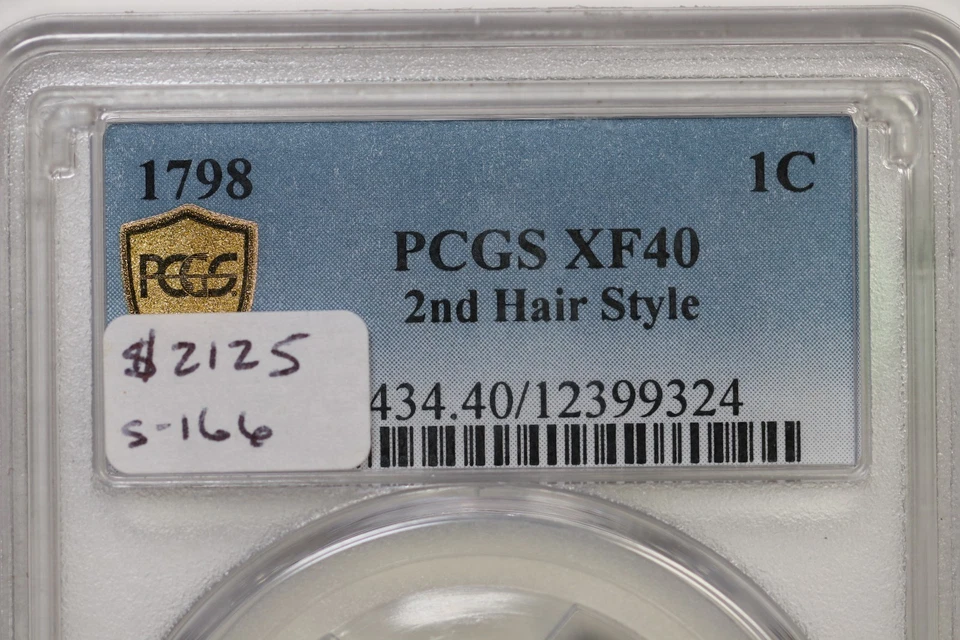 1798 1C
PCGS XF40
PCGS
2nd Hair Style
$2125
434.40/12399324
S-166